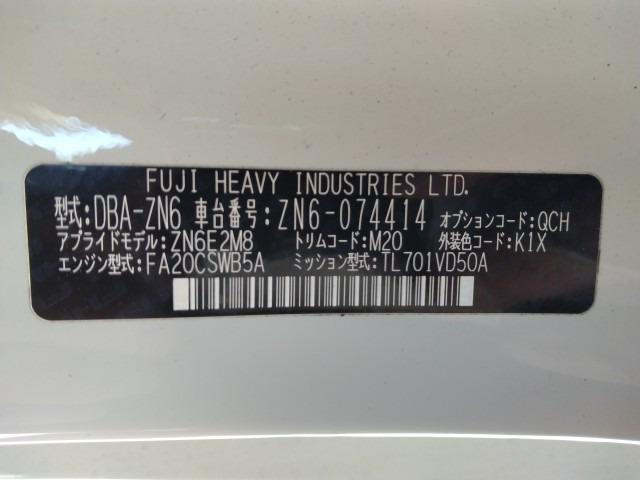 FUJI HEAVY INDUSTRIES LTD.
型式:DBA-ZN6 車台番号:ZN6-074414 オプションコード:QCH
アプライドモデル:ZN6E2M8 トリムコード:M20 外装色コード:K1X
エンジン型式:FA20CSWB5A ミッション型式:TL701VD50A